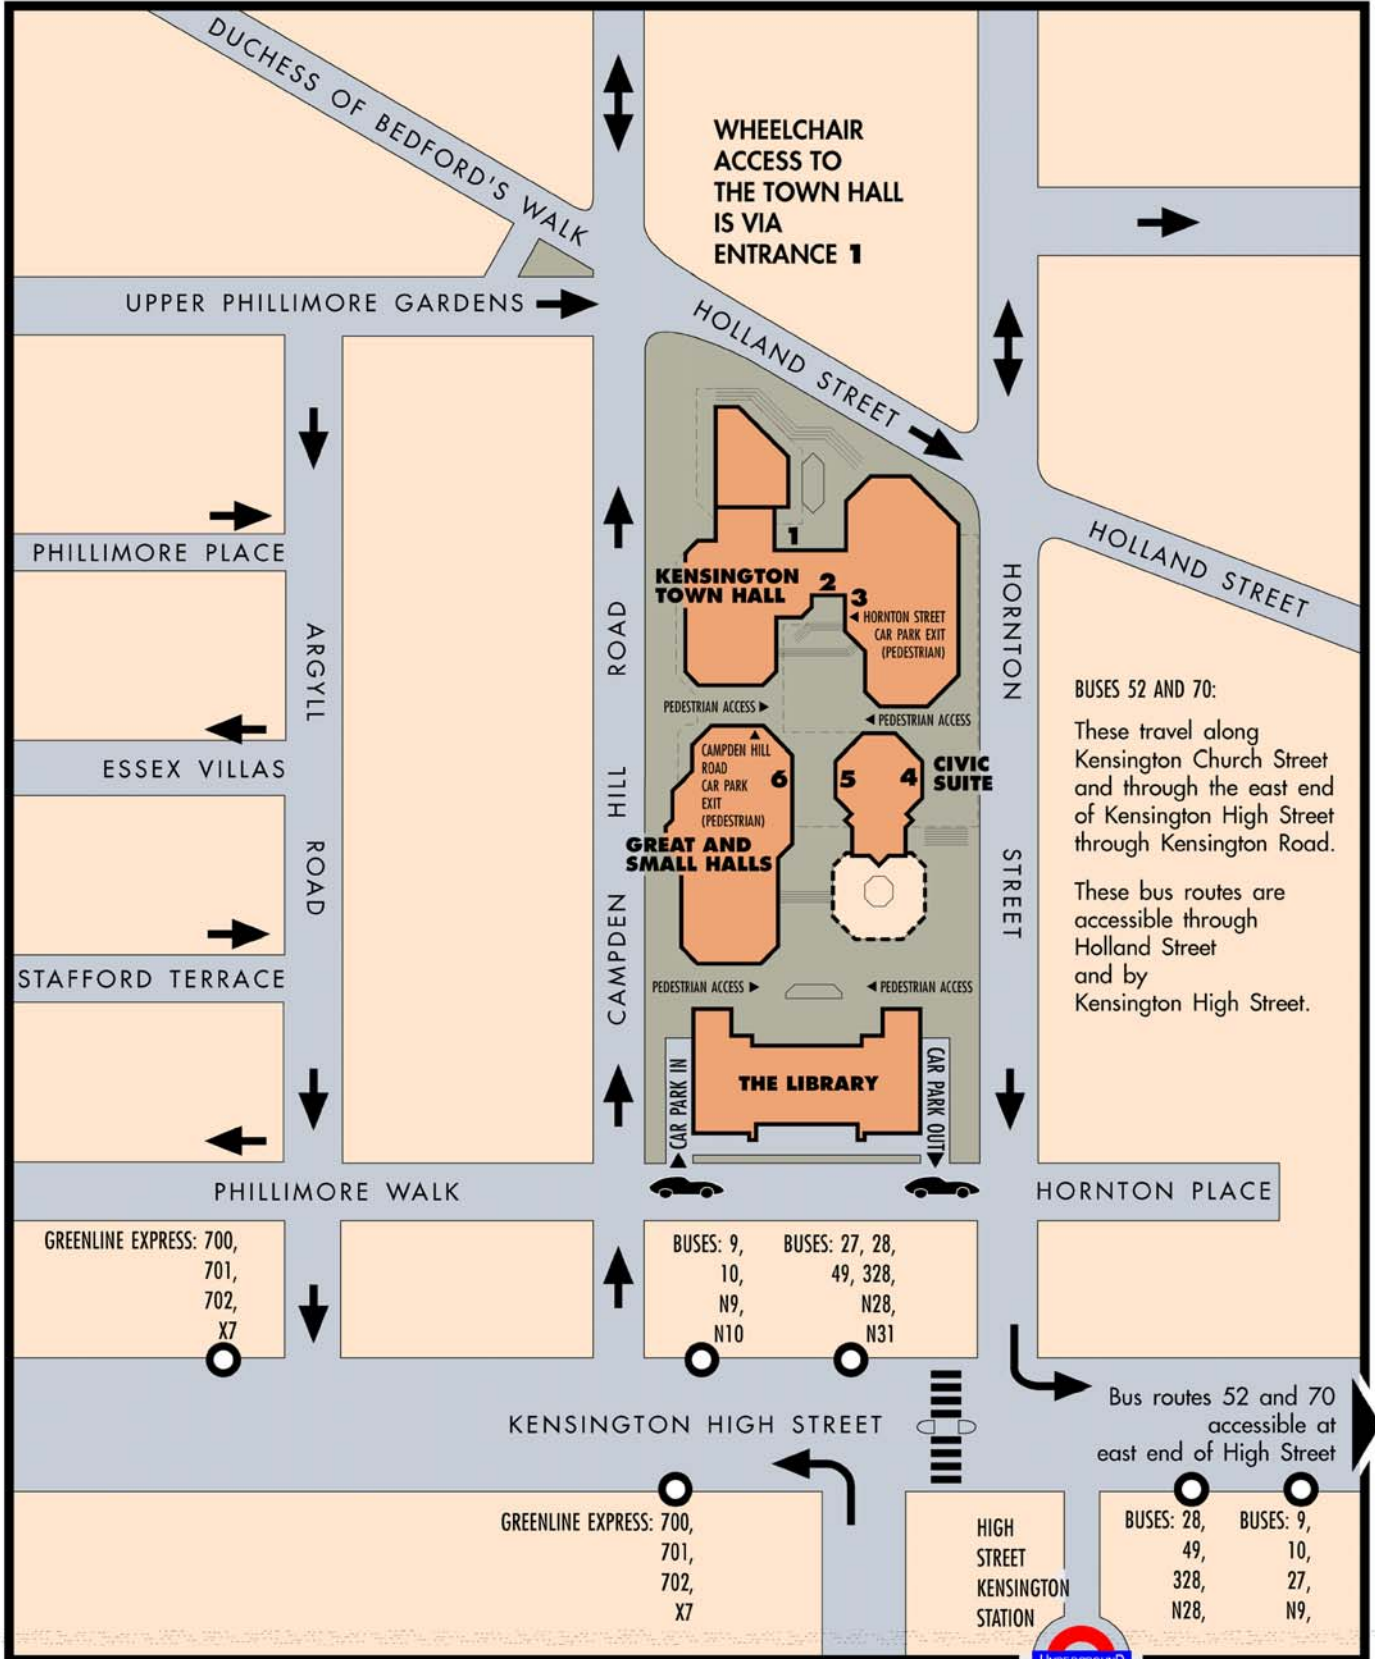 DUCHESS OF BEDFORD'S WALK
WHEELCHAIR
ACCESS TO
THE TOWN HALL
IS VIA
ENTRANCE 1
UPPER PHILLIMORE GARDENS
HOLLAND STREET
HOLLAND STREET
PHILLIMORE PLACE
ARGYLL ROAD
ESSEX VILLAS
STAFFORD TERRACE
CAMPDEN HILL ROAD
HORNTON STREET
1
KENSINGTON
TOWN HALL
2
3
HORNTON STREET
CAR PARK EXIT
(PEDESTRIAN)
PEDESTRIAN ACCESS
PEDESTRIAN ACCESS
CAMPDEN HILL
ROAD
CAR PARK
EXIT
(PEDESTRIAN)
6
5
4
CIVIC
SUITE
GREAT AND
SMALL HALLS
PEDESTRIAN ACCESS
PEDESTRIAN ACCESS
CAR PARK IN
THE LIBRARY
CAR PARK OUT
BUSES 52 AND 70:
These travel along
Kensington Church Street
and through the east end
of Kensington High Street
through Kensington Road.
These bus routes are
accessible through
Holland Street
and by
Kensington High Street.
PHILLIMORE WALK
HORNTON PLACE
GREENLINE EXPRESS: 700,
701,
702,
X7
BUSES: 9,
10,
N9,
N10
BUSES: 27, 28,
49, 328,
N28,
N31
KENSINGTON HIGH STREET
Bus routes 52 and 70
accessible at
east end of High Street
GREENLINE EXPRESS: 700,
701,
702,
X7
HIGH
STREET
KENSINGTON
STATION
BUSES: 28,
49,
328,
N28,
BUSES: 9,
10,
27,
N9,
UNDERGROUND